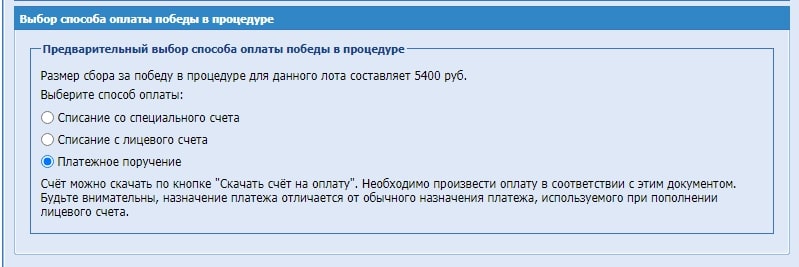 Выбор способа оплаты победы в процедуре
Предварительный выбор способа оплаты победы в процедуре
Размер сбора за победу в процедуре для данного лота составляет 5400 руб.
Выберите способ оплаты:
Списание со специального счета
Списание с лицевого счета
Платежное поручение
Счёт можно скачать по кнопке "Скачать счёт на оплату". Необходимо произвести оплату в соответствии с этим документом.
Будьте внимательны, назначение платежа отличается от обычного назначения платежа, используемого при пополнении
лицевого счета.